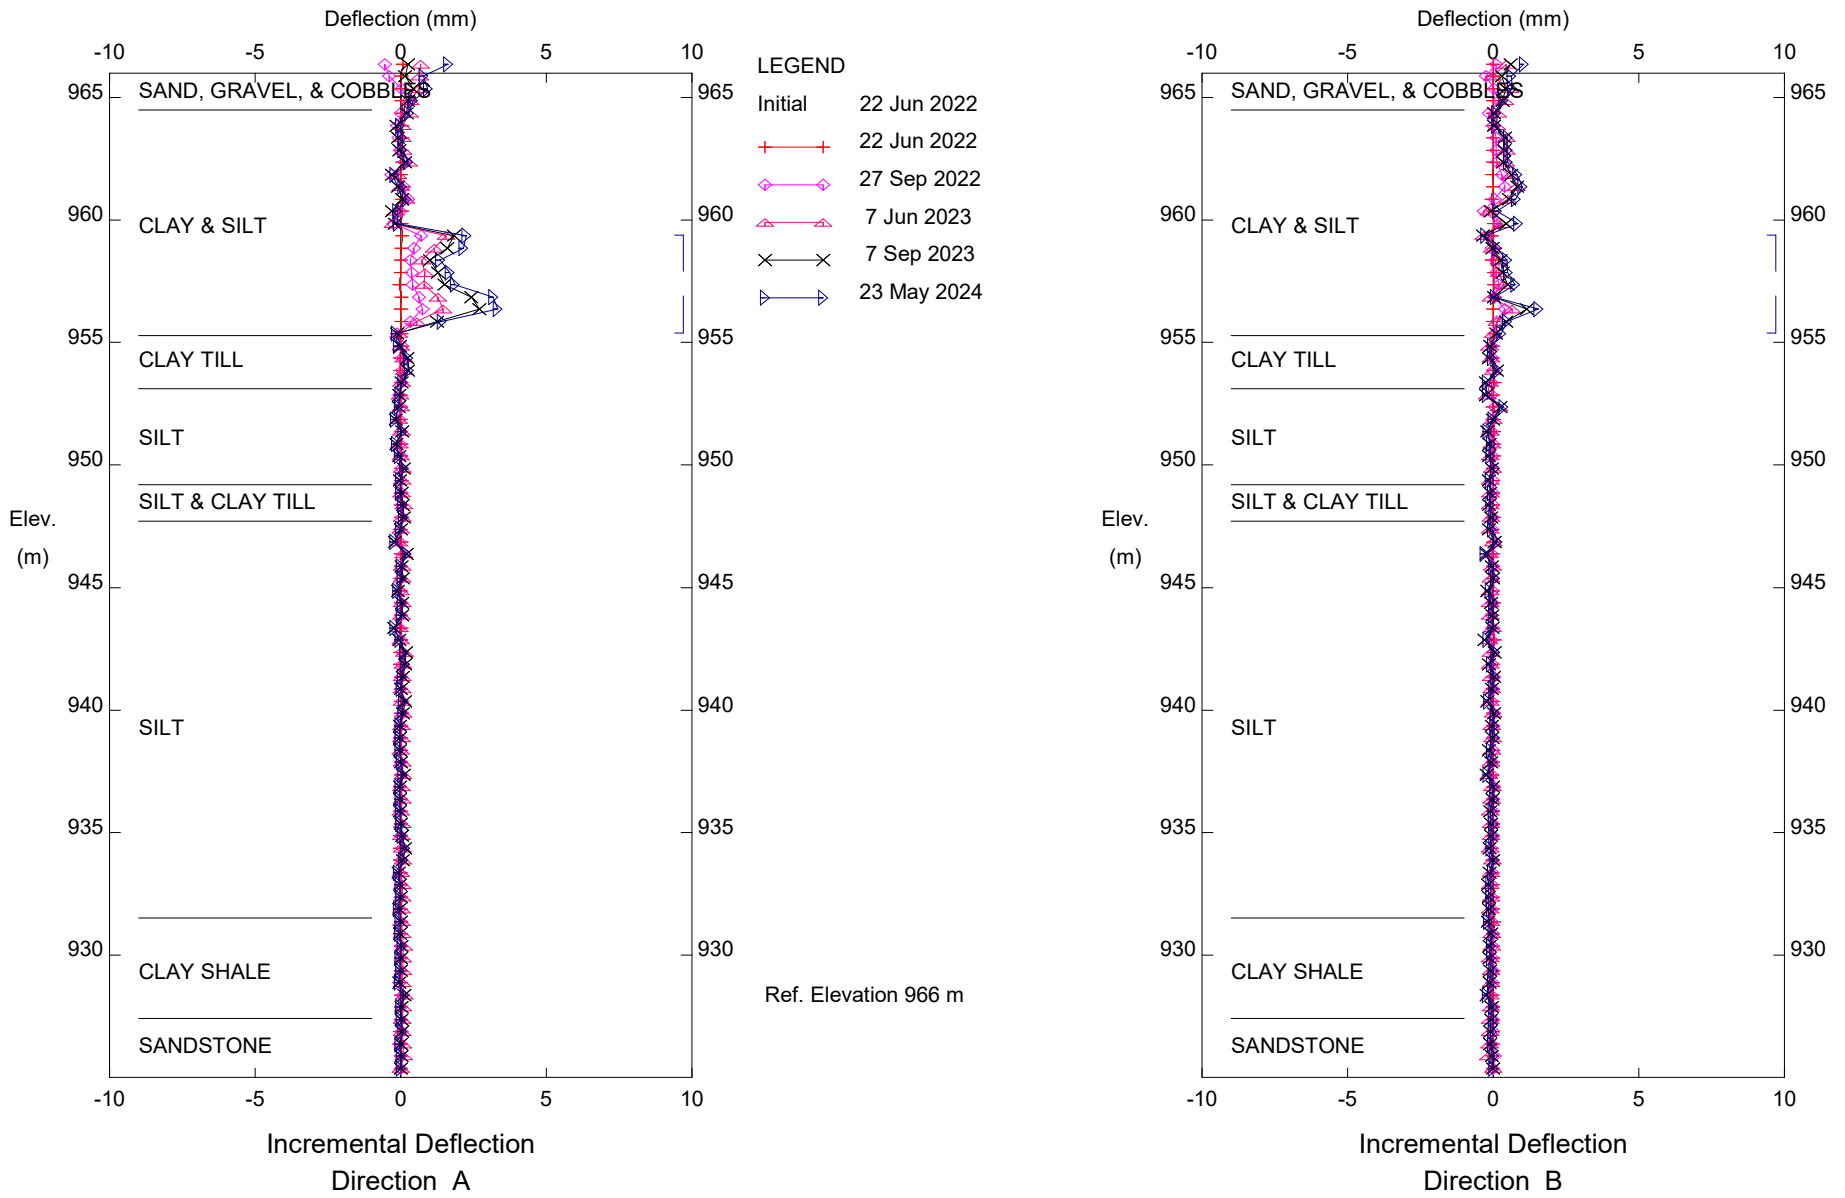 Deflection (mm)
-10 -5 0 5 10
SAND, GRAVEL, & COBBLES
CLAY & SILT
CLAY TILL
SILT
SILT & CLAY TILL
SILT
CLAY SHALE
SANDSTONE
965
960
955
950
945
940
935
930
Elev.
(m)
965
960
955
950
945
940
935
930
-10 -5 0 5 10
Incremental Deflection
Direction A
LEGEND
Initial 22 Jun 2022
22 Jun 2022
27 Sep 2022
7 Jun 2023
7 Sep 2023
23 May 2024
Ref. Elevation 966 m
Deflection (mm)
-10 -5 0 5 10
SAND, GRAVEL, & COBBLES
CLAY & SILT
CLAY TILL
SILT
SILT & CLAY TILL
SILT
CLAY SHALE
SANDSTONE
965
960
955
950
945
940
935
930
Elev.
(m)
965
960
955
950
945
940
935
930
-10 -5 0 5 10
Incremental Deflection
Direction B